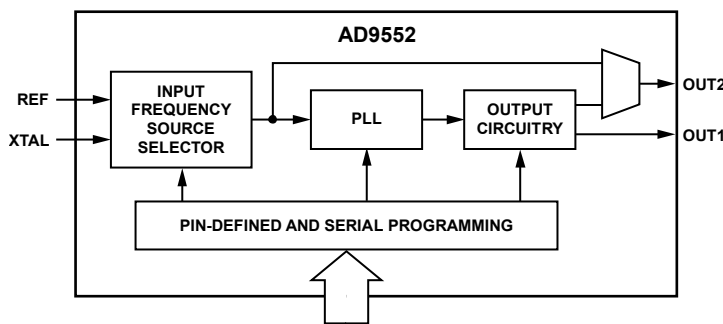 AD9552
REF
XTAL
INPUT
FREQUENCY
SOURCE
SELECTOR
PLL
OUTPUT
CIRCUITRY
OUT2
OUT1
PIN-DEFINED AND SERIAL PROGRAMMING